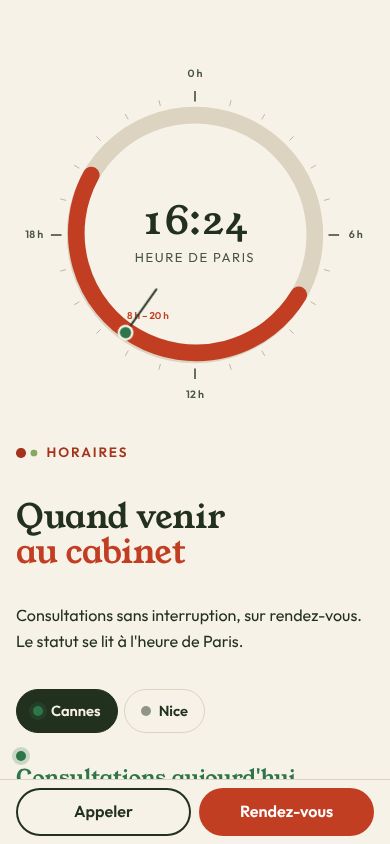 0 h
18 h
16:24
6 h
HEURE DE PARIS
8 h – 20 h
12 h
HORAIRES
Quand venir
au cabinet
Consultations sans interruption, sur rendez-vous.
Le statut se lit à l'heure de Paris.
Cannes
Nice
Consultations aujourd'hui
Appeler
Rendez-vous